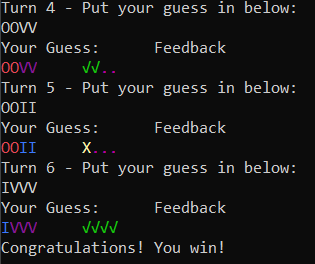 Turn 4 - Put your guess in below:
OOVV
Your Guess:     Feedback
OOVV     √√..
Turn 5 - Put your guess in below:
OOII
Your Guess:     Feedback
OOII     X...
Turn 6 - Put your guess in below:
IVVV
Your Guess:     Feedback
IVVV     √√√√
Congratulations! You win!